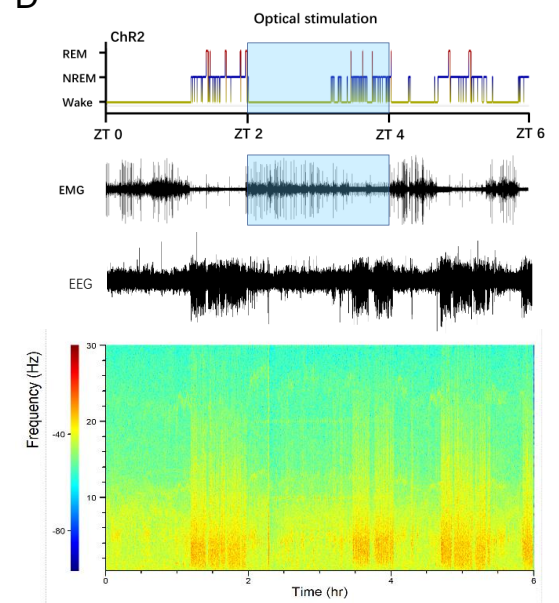 D
Optical stimulation
ChR2
REM
NREM
Wake
ZT 0
ZT 2
ZT 4
ZT 6
EMG
EEG
Frequency (Hz)
-40
-80
30
20
10
0
2
4
6
Time (hr)